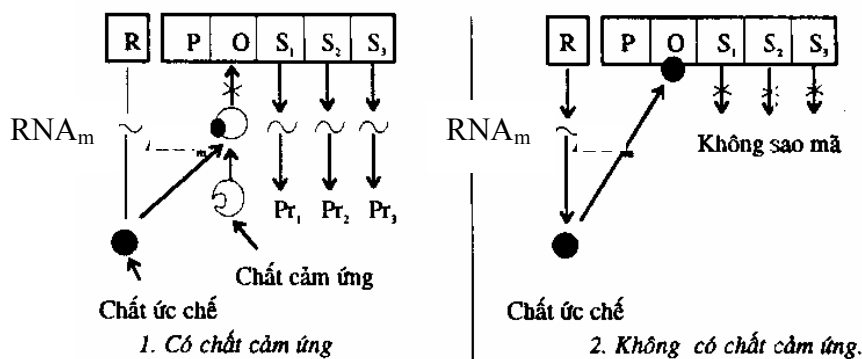 R P O S₁ S₂ S₃
RNAₘ
Pr₁ Pr₂ Pr₃
Chất cảm ứng
Chất ức chế
1. Có chất cảm ứng
R P O S₁ S₂ S₃
RNAₘ
Không sao mã
Chất ức chế
2. Không có chất cảm ứng.